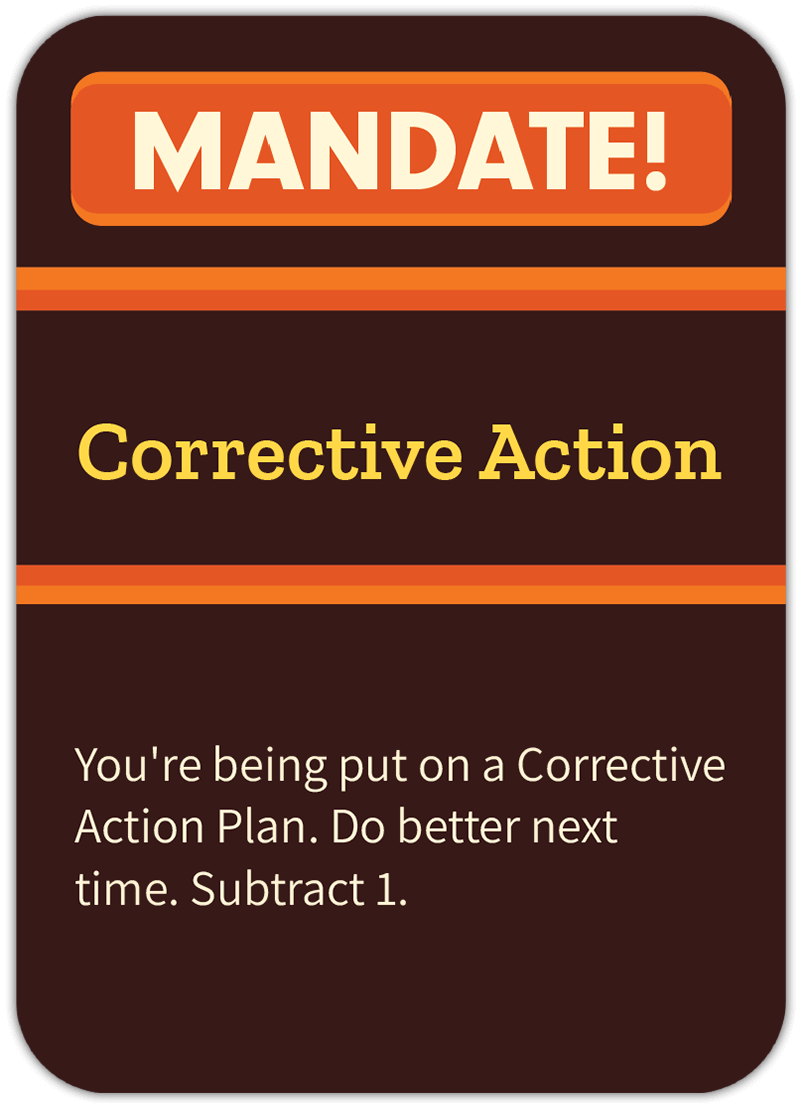 MANDATE!
Corrective Action
You're being put on a Corrective
Action Plan. Do better next
time. Subtract 1.